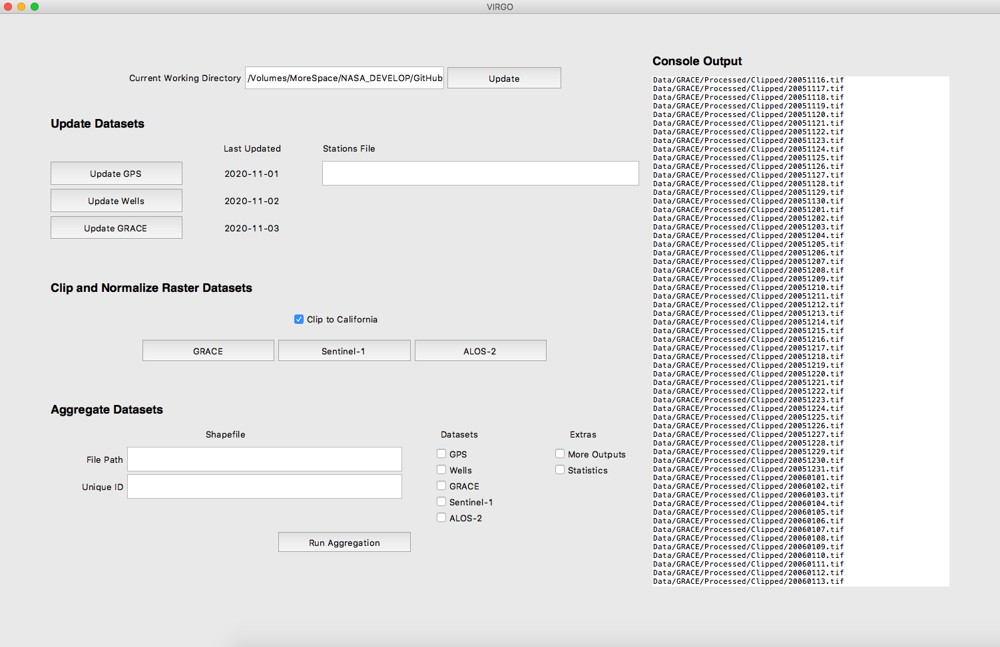 VIRGO
Current Working Directory /Volumes/MoreSpace/NASA_DEVELOP/GitHub Update
Update Datasets
Last Updated Stations File
Update GPS 2020-11-01
Update Wells 2020-11-02
Update GRACE 2020-11-03
Clip and Normalize Raster Datasets
Clip to California
GRACE Sentinel-1 ALOS-2
Aggregate Datasets
Shapefile Datasets Extras
File Path GPS More Outputs
Unique ID Wells Statistics
GRACE
Sentinel-1
ALOS-2
Run Aggregation
Console Output
Data/GRACE/Processed/Clipped/20051116.tif
Data/GRACE/Processed/Clipped/20051117.tif
Data/GRACE/Processed/Clipped/20051118.tif
Data/GRACE/Processed/Clipped/20051119.tif
Data/GRACE/Processed/Clipped/20051120.tif
Data/GRACE/Processed/Clipped/20051121.tif
Data/GRACE/Processed/Clipped/20051122.tif
Data/GRACE/Processed/Clipped/20051123.tif
Data/GRACE/Processed/Clipped/20051124.tif
Data/GRACE/Processed/Clipped/20051125.tif
Data/GRACE/Processed/Clipped/20051126.tif
Data/GRACE/Processed/Clipped/20051127.tif
Data/GRACE/Processed/Clipped/20051128.tif
Data/GRACE/Processed/Clipped/20051129.tif
Data/GRACE/Processed/Clipped/20051130.tif
Data/GRACE/Processed/Clipped/20051201.tif
Data/GRACE/Processed/Clipped/20051202.tif
Data/GRACE/Processed/Clipped/20051203.tif
Data/GRACE/Processed/Clipped/20051204.tif
Data/GRACE/Processed/Clipped/20051205.tif
Data/GRACE/Processed/Clipped/20051206.tif
Data/GRACE/Processed/Clipped/20051207.tif
Data/GRACE/Processed/Clipped/20051208.tif
Data/GRACE/Processed/Clipped/20051209.tif
Data/GRACE/Processed/Clipped/20051210.tif
Data/GRACE/Processed/Clipped/20051211.tif
Data/GRACE/Processed/Clipped/20051212.tif
Data/GRACE/Processed/Clipped/20051213.tif
Data/GRACE/Processed/Clipped/20051214.tif
Data/GRACE/Processed/Clipped/20051215.tif
Data/GRACE/Processed/Clipped/20051216.tif
Data/GRACE/Processed/Clipped/20051217.tif
Data/GRACE/Processed/Clipped/20051218.tif
Data/GRACE/Processed/Clipped/20051219.tif
Data/GRACE/Processed/Clipped/20051220.tif
Data/GRACE/Processed/Clipped/20051221.tif
Data/GRACE/Processed/Clipped/20051222.tif
Data/GRACE/Processed/Clipped/20051223.tif
Data/GRACE/Processed/Clipped/20051224.tif
Data/GRACE/Processed/Clipped/20051225.tif
Data/GRACE/Processed/Clipped/20051226.tif
Data/GRACE/Processed/Clipped/20051227.tif
Data/GRACE/Processed/Clipped/20051228.tif
Data/GRACE/Processed/Clipped/20051229.tif
Data/GRACE/Processed/Clipped/20051230.tif
Data/GRACE/Processed/Clipped/20051231.tif
Data/GRACE/Processed/Clipped/20060101.tif
Data/GRACE/Processed/Clipped/20060102.tif
Data/GRACE/Processed/Clipped/20060103.tif
Data/GRACE/Processed/Clipped/20060104.tif
Data/GRACE/Processed/Clipped/20060105.tif
Data/GRACE/Processed/Clipped/20060106.tif
Data/GRACE/Processed/Clipped/20060107.tif
Data/GRACE/Processed/Clipped/20060108.tif
Data/GRACE/Processed/Clipped/20060109.tif
Data/GRACE/Processed/Clipped/20060110.tif
Data/GRACE/Processed/Clipped/20060111.tif
Data/GRACE/Processed/Clipped/20060112.tif
Data/GRACE/Processed/Clipped/20060113.tif